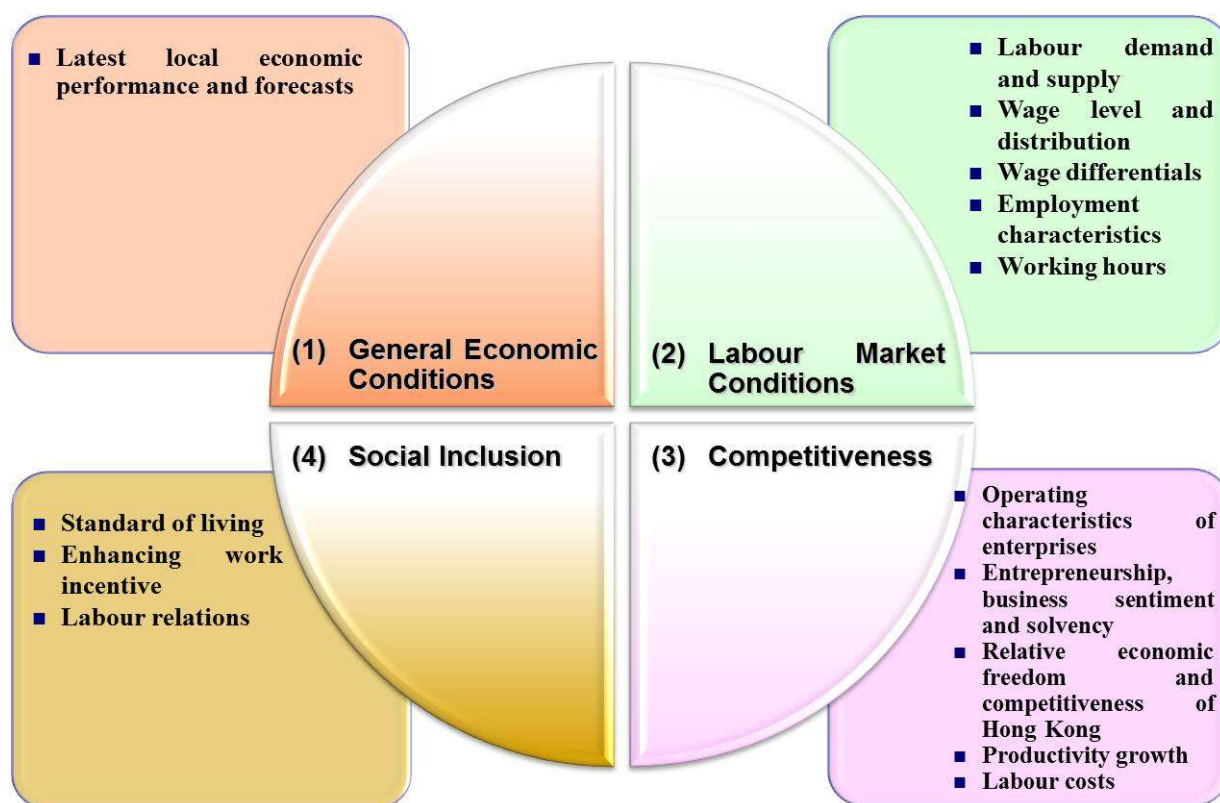 ■ Latest local economic
performance and forecasts
(1) General Economic
Conditions
■ Labour demand
and supply
■ Wage level and
distribution
■ Wage differentials
■ Employment
characteristics
■ Working hours
(2) Labour Market
Conditions
(4) Social Inclusion
■ Standard of living
■ Enhancing work
incentive
■ Labour relations
(3) Competitiveness
■ Operating
characteristics of
enterprises
■ Entrepreneurship,
business sentiment
and solvency
■ Relative economic
freedom and
competitiveness of
Hong Kong
■ Productivity growth
■ Labour costs